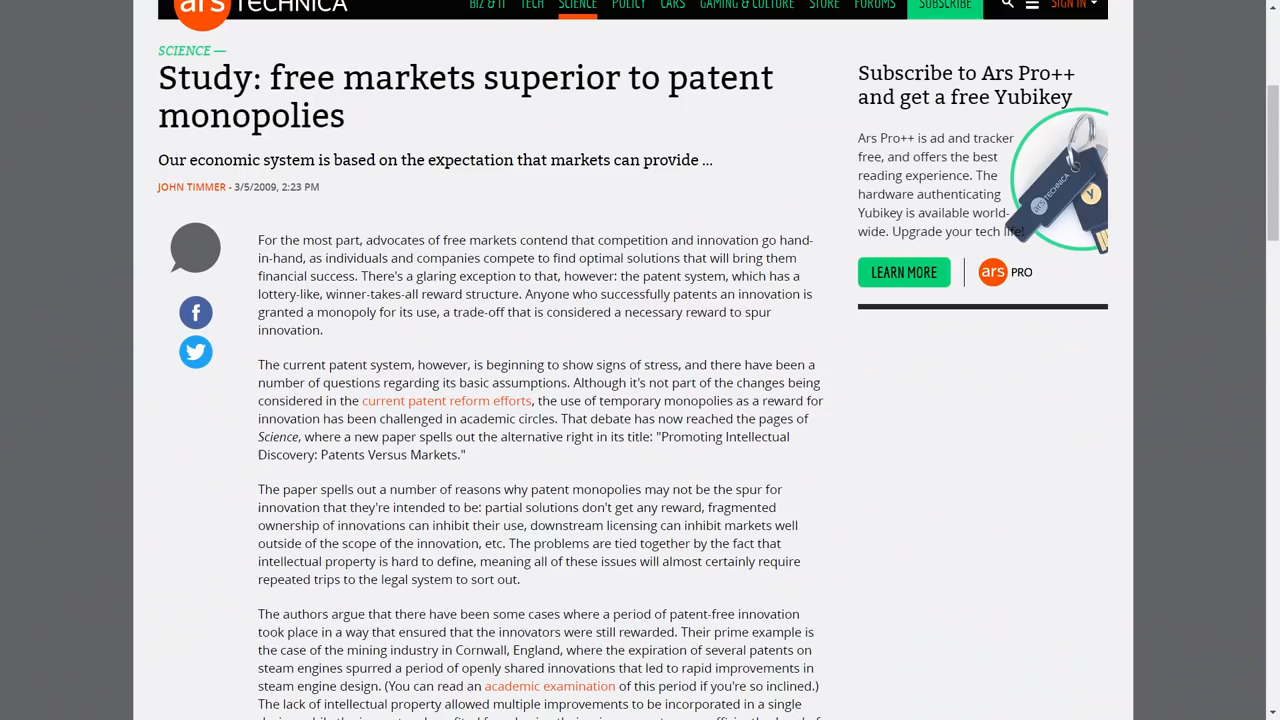 ars TECHNICA
BIZ & IT TECH SCIENCE POLICY CARS GAMING & CULTURE STORE FORUMS SUBSCRIBE SIGN IN
SCIENCE —
Study: free markets superior to patent
monopolies
Our economic system is based on the expectation that markets can provide ...
JOHN TIMMER - 3/5/2009, 2:23 PM
For the most part, advocates of free markets contend that competition and innovation go hand-
in-hand, as individuals and companies compete to find optimal solutions that will bring them
financial success. There's a glaring exception to that, however: the patent system, which has a
lottery-like, winner-takes-all reward structure. Anyone who successfully patents an innovation is
granted a monopoly for its use, a trade-off that is considered a necessary reward to spur
innovation.
The current patent system, however, is beginning to show signs of stress, and there have been a
number of questions regarding its basic assumptions. Although it's not part of the changes being
considered in the current patent reform efforts, the use of temporary monopolies as a reward for
innovation has been challenged in academic circles. That debate has now reached the pages of
Science, where a new paper spells out the alternative right in its title: "Promoting Intellectual
Discovery: Patents Versus Markets."
The paper spells out a number of reasons why patent monopolies may not be the spur for
innovation that they're intended to be: partial solutions don't get any reward, fragmented
ownership of innovations can inhibit their use, downstream licensing can inhibit markets well
outside of the scope of the innovation, etc. The problems are tied together by the fact that
intellectual property is hard to define, meaning all of these issues will almost certainly require
repeated trips to the legal system to sort out.
The authors argue that there have been some cases where a period of patent-free innovation
took place in a way that ensured that the innovators were still rewarded. Their prime example is
the case of the mining industry in Cornwall, England, where the expiration of several patents on
steam engines spurred a period of openly shared innovations that led to rapid improvements in
steam engine design. (You can read an academic examination of this period if you're so inclined.)
The lack of intellectual property allowed multiple improvements to be incorporated in a single
Subscribe to Ars Pro++
and get a free Yubikey
Ars Pro++ is ad and tracker
free, and offers the best
reading experience. The
hardware authenticating
Yubikey is available world-
wide. Upgrade your tech life!
ars TECHNICA
y
LEARN MORE
ars PRO